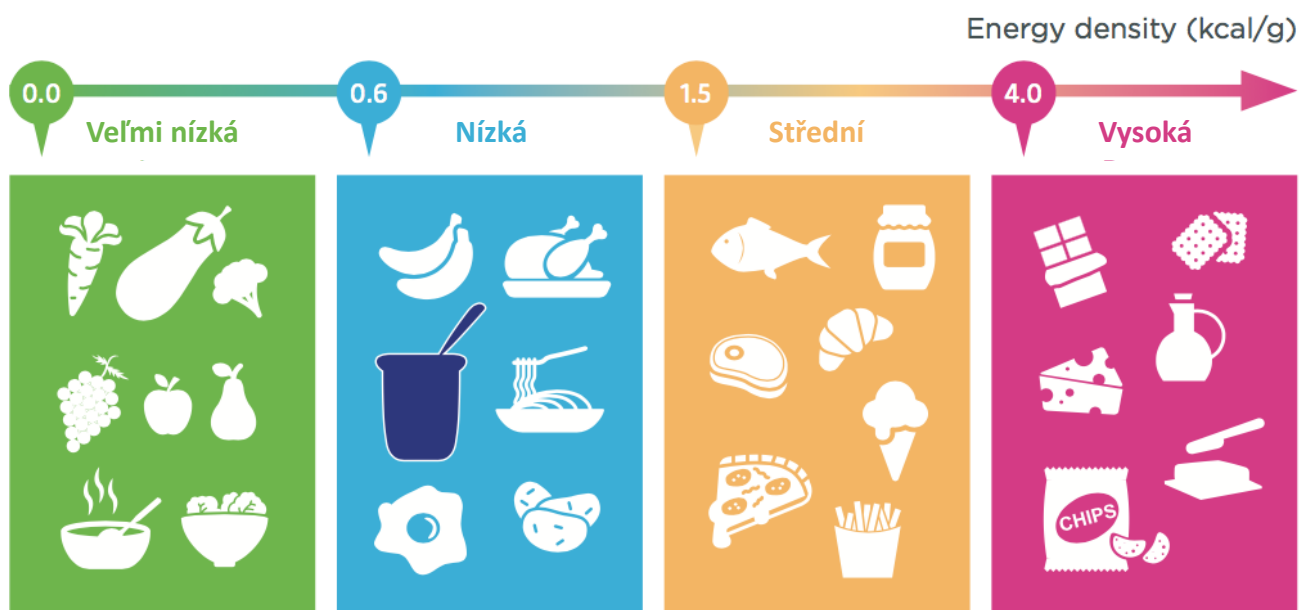 Energy density (kcal/g)
0.0
0.6
1.5
4.0
Veľmi nízká
Nízká
Střední
Vysoká
CHIPS